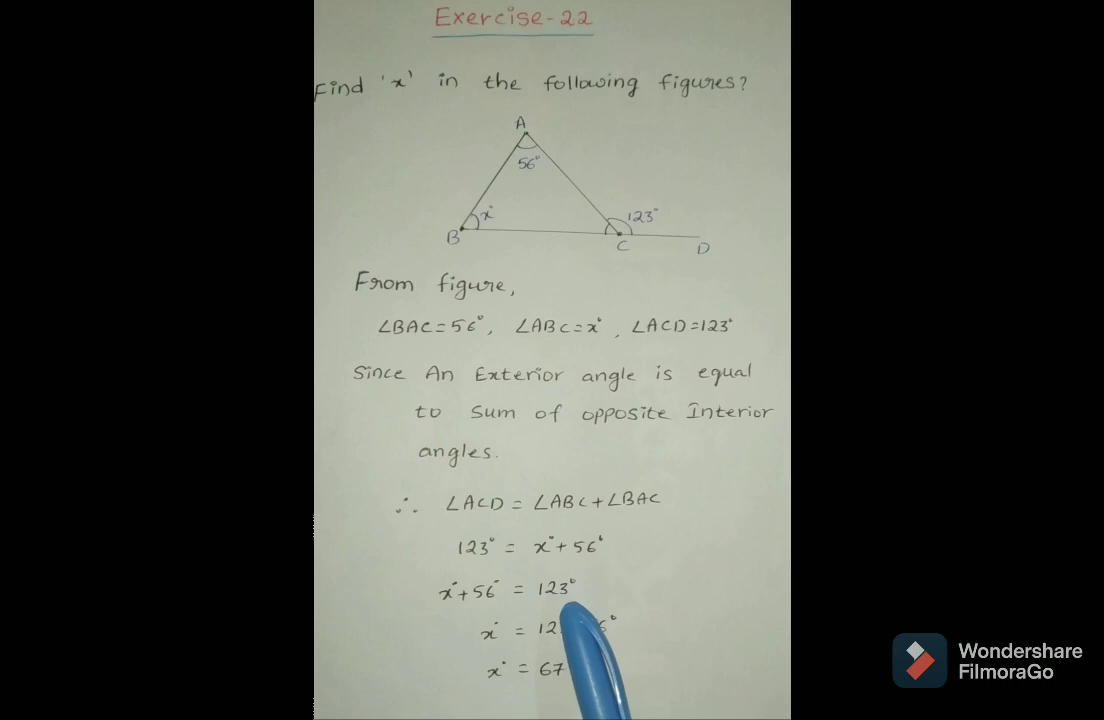 Exercise-22
Find 'x' in the following figures?
A
56°
x°
123°
B
C
D
From figure,
∠BAC=56°, ∠ABC=x°, ∠ACD=123°
Since An Exterior angle is equal
to Sum of opposite Interior
angles.
∴ ∠ACD = ∠ABC+∠BAC
123° = x°+56°
x°+56° = 123°
x° = 12
x° = 67
Wondershare
FilmoraGo